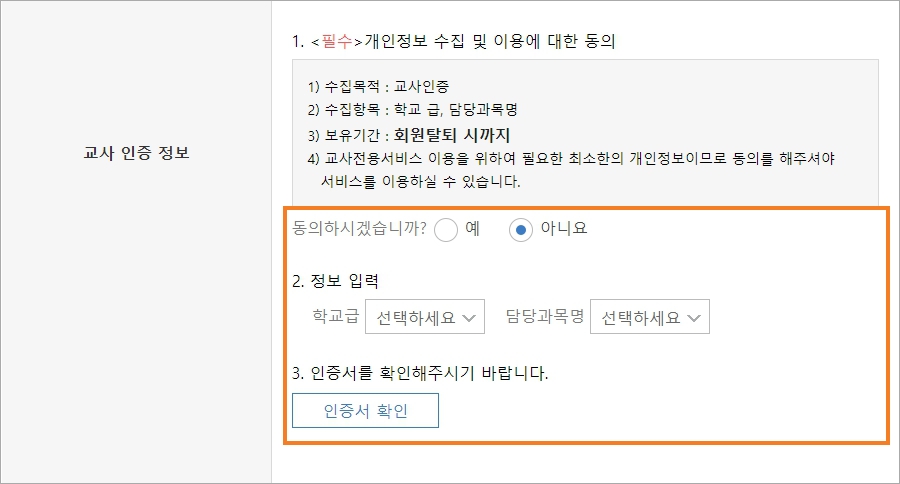 교사 인증 정보
1. <필수>개인정보 수집 및 이용에 대한 동의
1) 수집목적 : 교사인증
2) 수집항목 : 학교 급, 담당과목명
3) 보유기간 : 회원탈퇴 시까지
4) 교사전용서비스 이용을 위하여 필요한 최소한의 개인정보이므로 동의를 해주셔야
서비스를 이용하실 수 있습니다.
동의하시겠습니까? 예 아니요
2. 정보 입력
학교급 선택하세요 담당과목명 선택하세요
3. 인증서를 확인해주시기 바랍니다.
인증서 확인